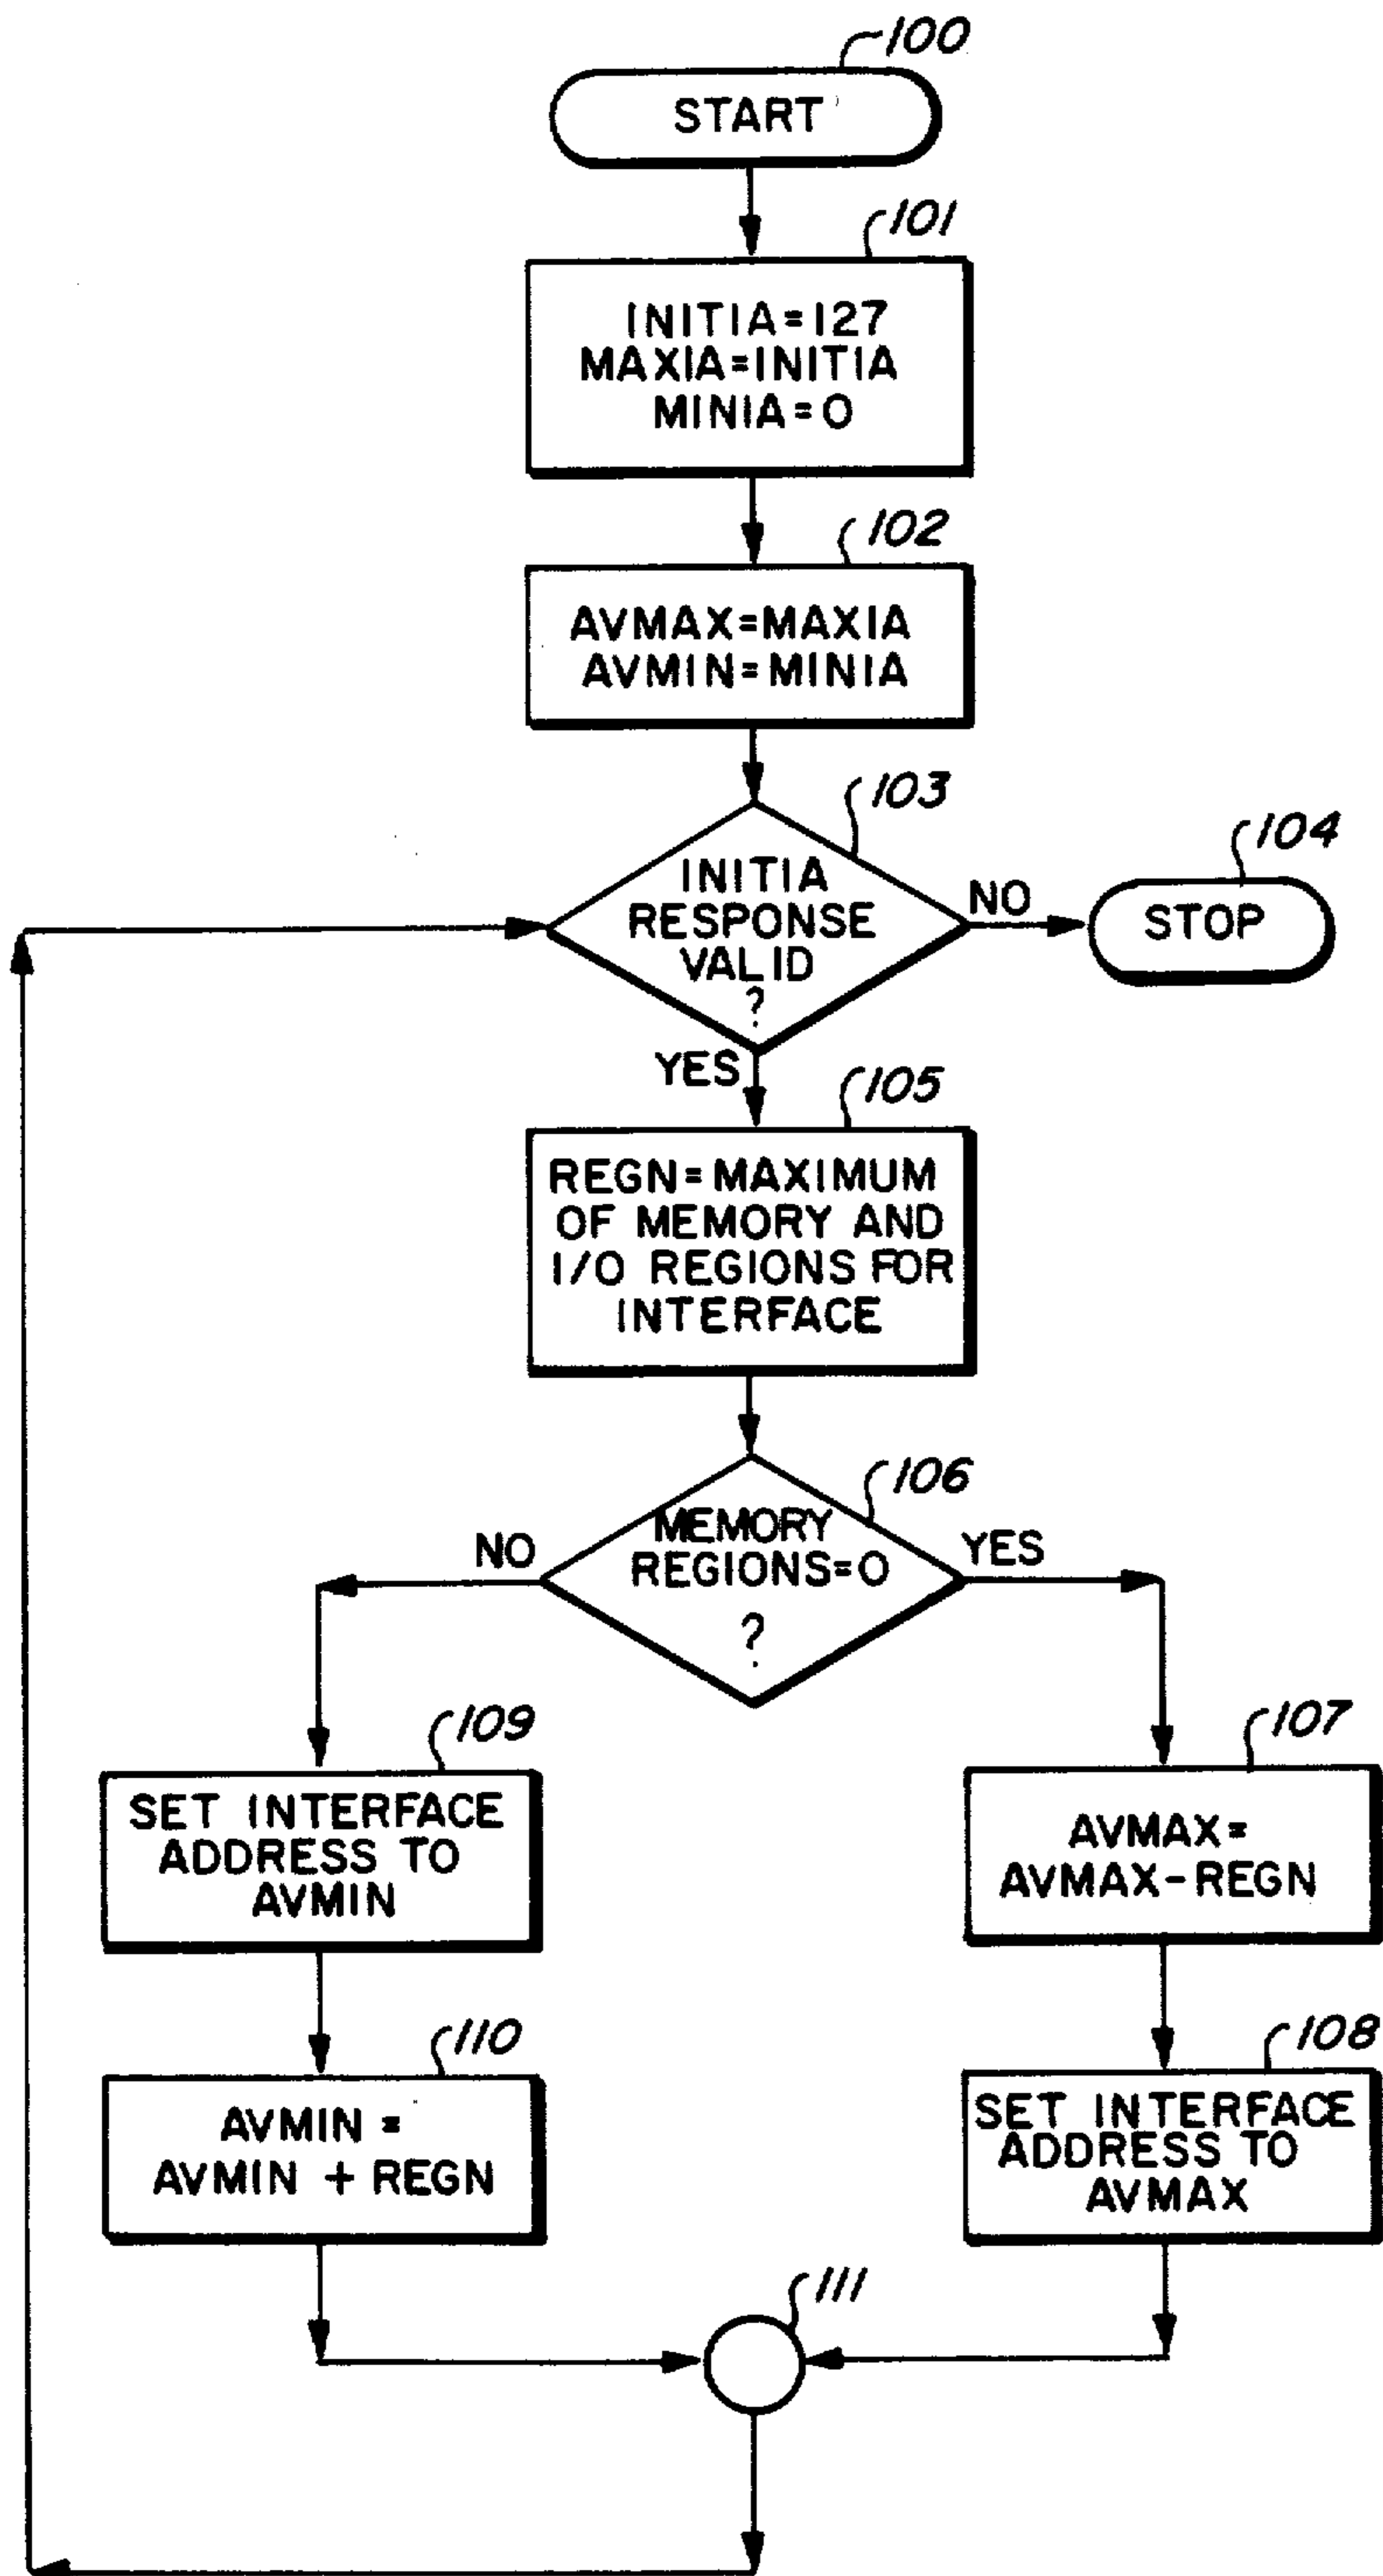 100
START
101
INITIA=127
MAXIA=INITIA
MINIA=0
102
AVMAX=MAXIA
AVMIN=MINIA
103
INITIA
RESPONSE
VALID
?
NO
104
STOP
YES
105
REGN=MAXIMUM
OF MEMORY AND
I/O REGIONS FOR
INTERFACE
106
MEMORY
REGIONS=0
?
NO
YES
109
SET INTERFACE
ADDRESS TO
AVMIN
107
AVMAX=
AVMAX-REGN
110
AVMIN =
AVMIN + REGN
108
SET INTERFACE
ADDRESS TO
AVMAX
111